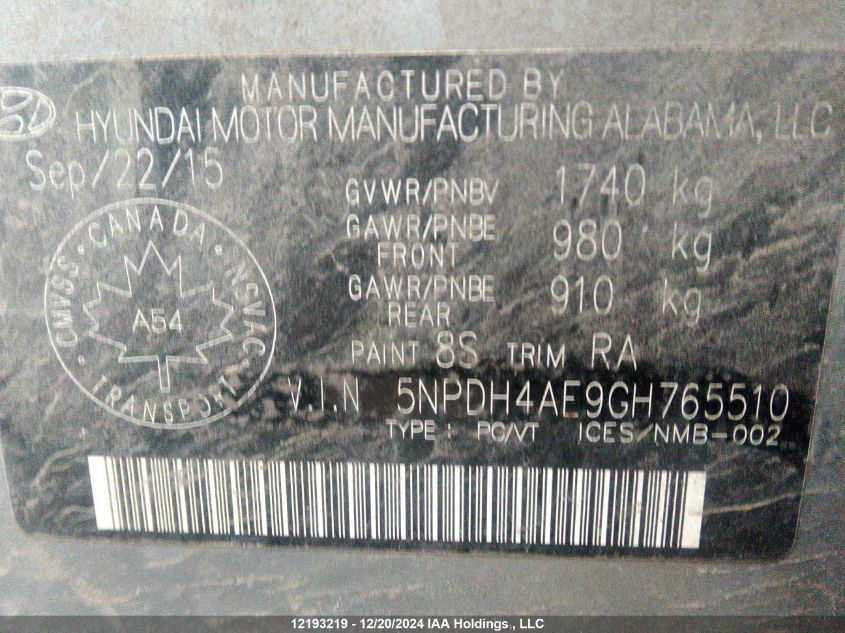 MANUFACTURED BY
HYUNDAI MOTOR MANUFACTURING ALABAMA, LLC
Sep/22/15
GVWR/PNBV 1740 kg
GAWR/PNBE FRONT 980 kg
GAWR/PNBE REAR 910 kg
CANADA · NSVAC · TRANSPORT · CMVSS ·
A54
PAINT 8S TRIM RA
V.I.N 5NPDH4AE9GH765510
TYPE : PC/VT ICES/NMB-002
12193219 - 12/20/2024 IAA Holdings., LLC